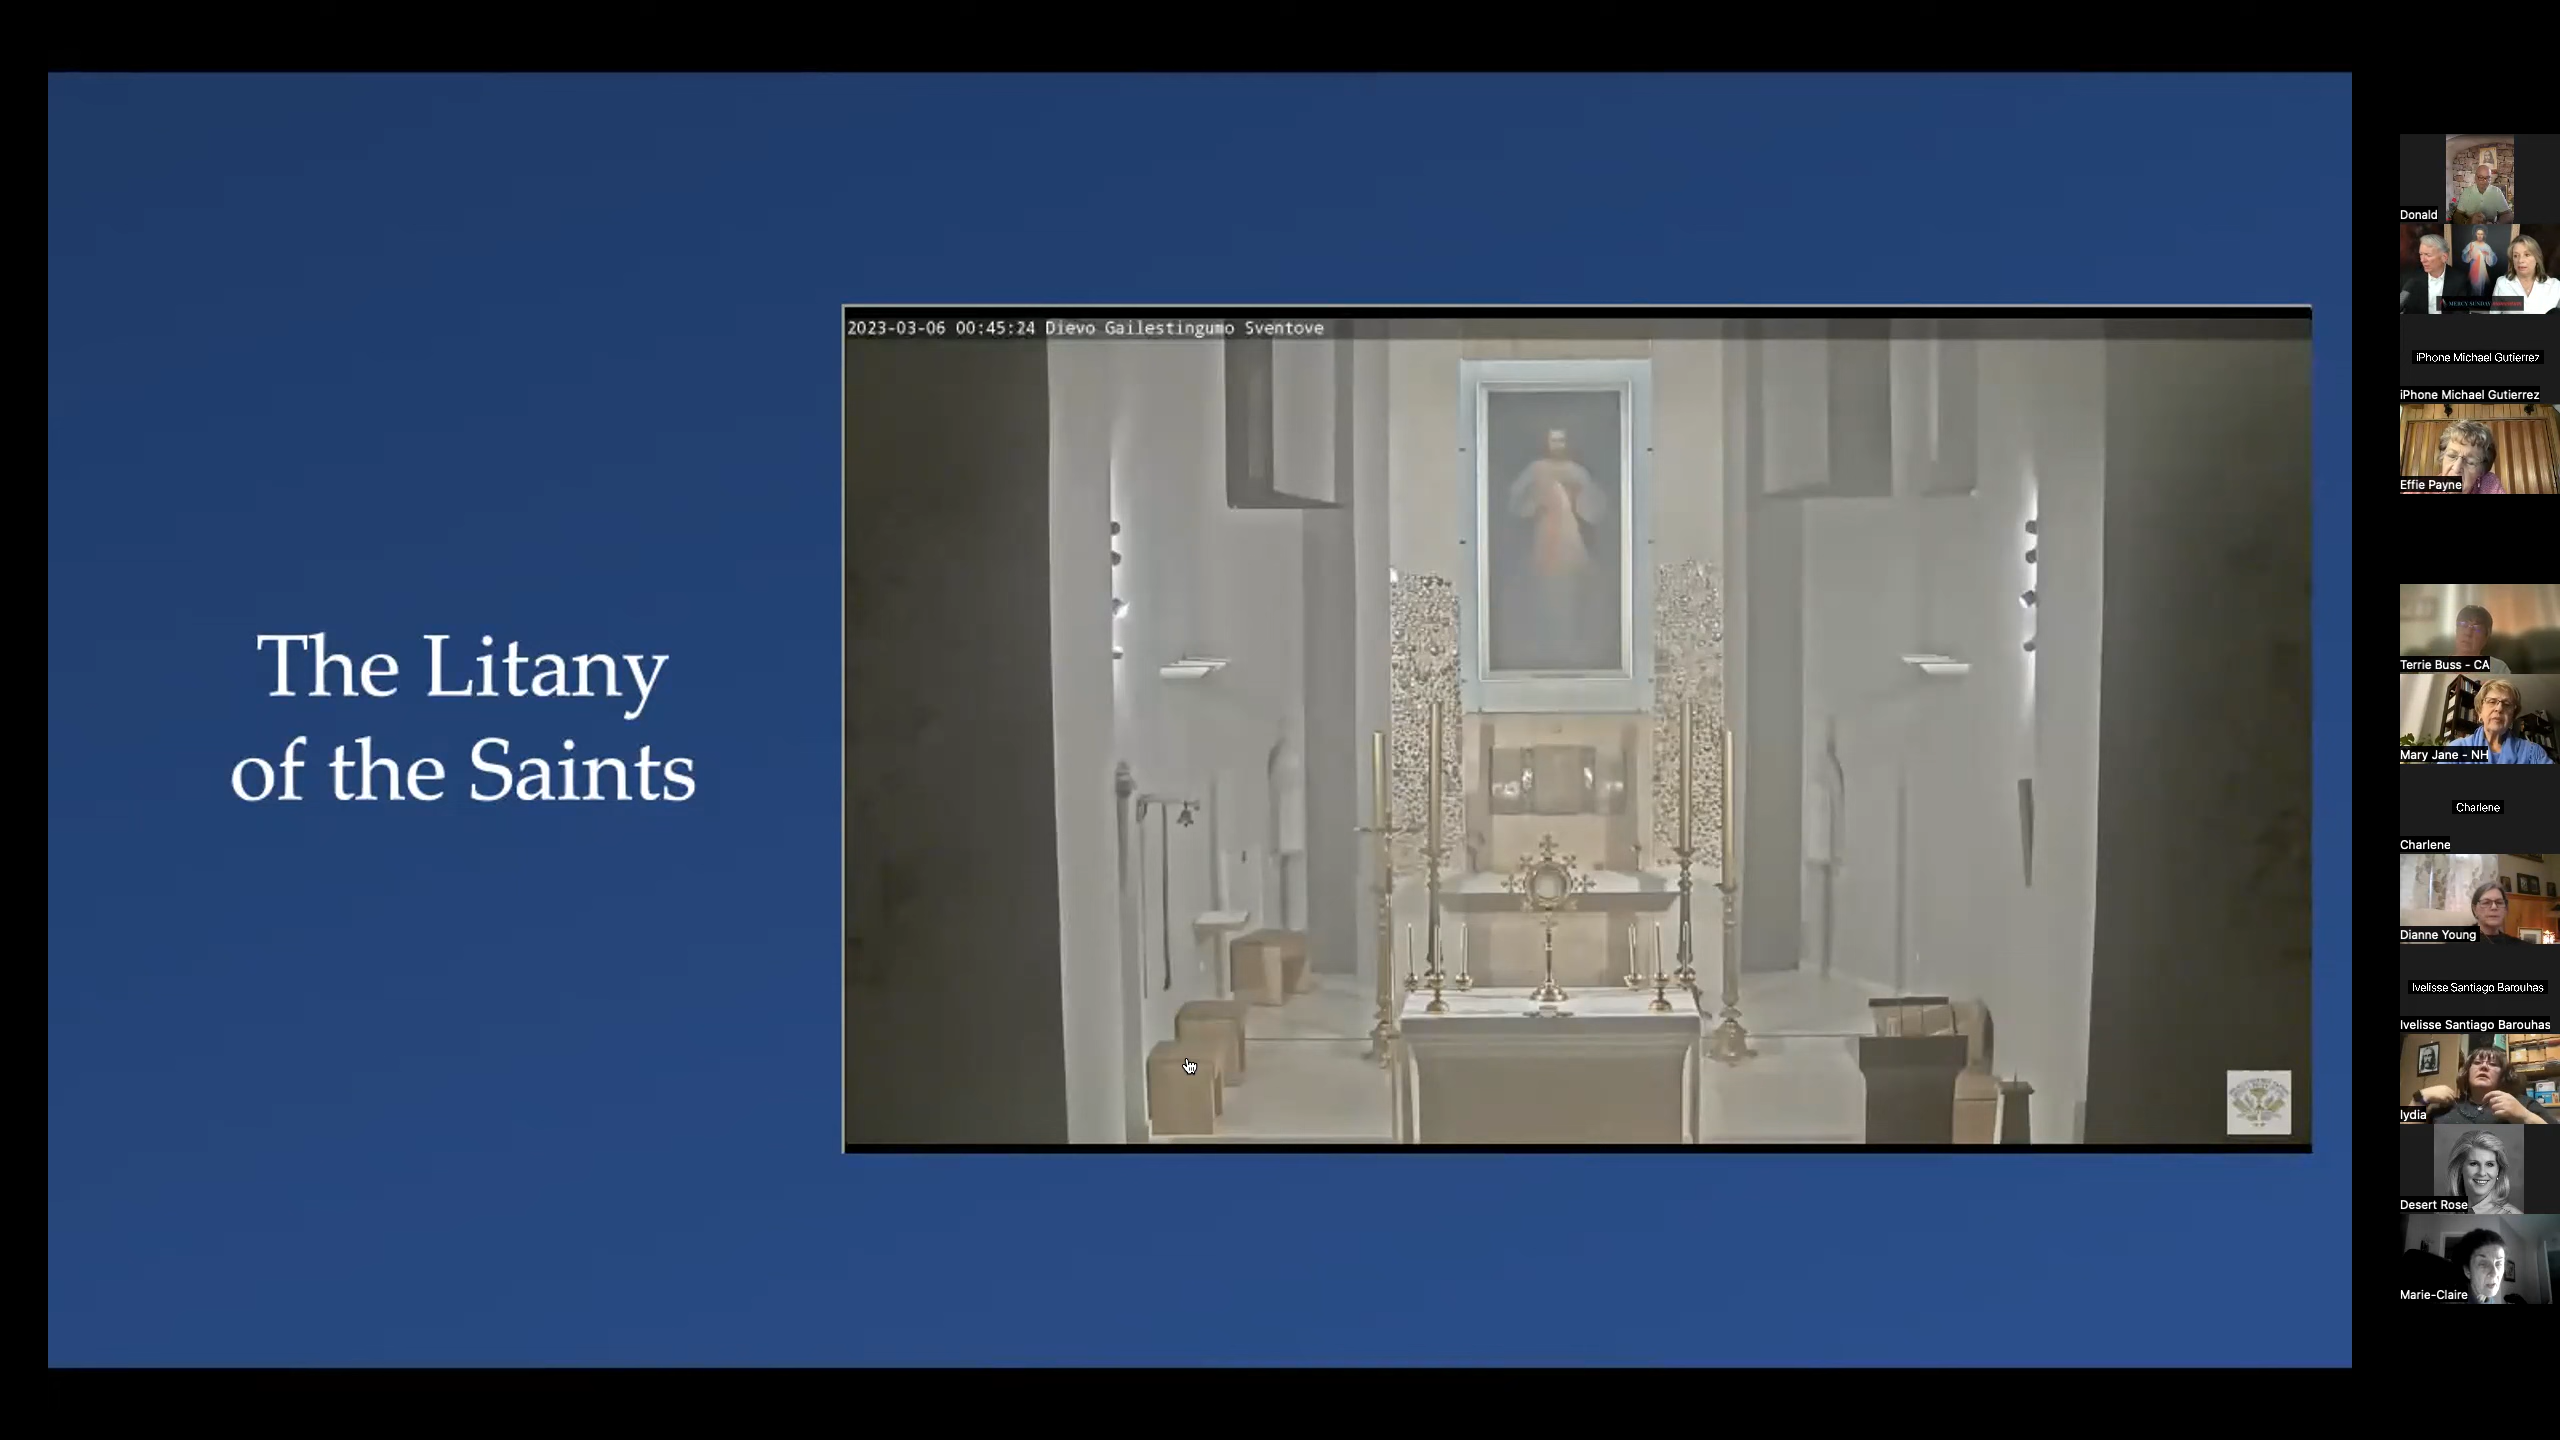 The Litany
of the Saints
2023-03-06 00:45:24 Dievo Gailestingumo Sventove
Donald
MERCY SUNDAY
iPhone Michael Gutierrez
iPhone Michael Gutierrez
Effie Payne
Terrie Buss - CA
Mary Jane - NH
Charlene
Charlene
Dianne Young
Ivelisse Santiago Barouhas
Ivelisse Santiago Barouhas
lydia
Desert Rose
Marie-Claire